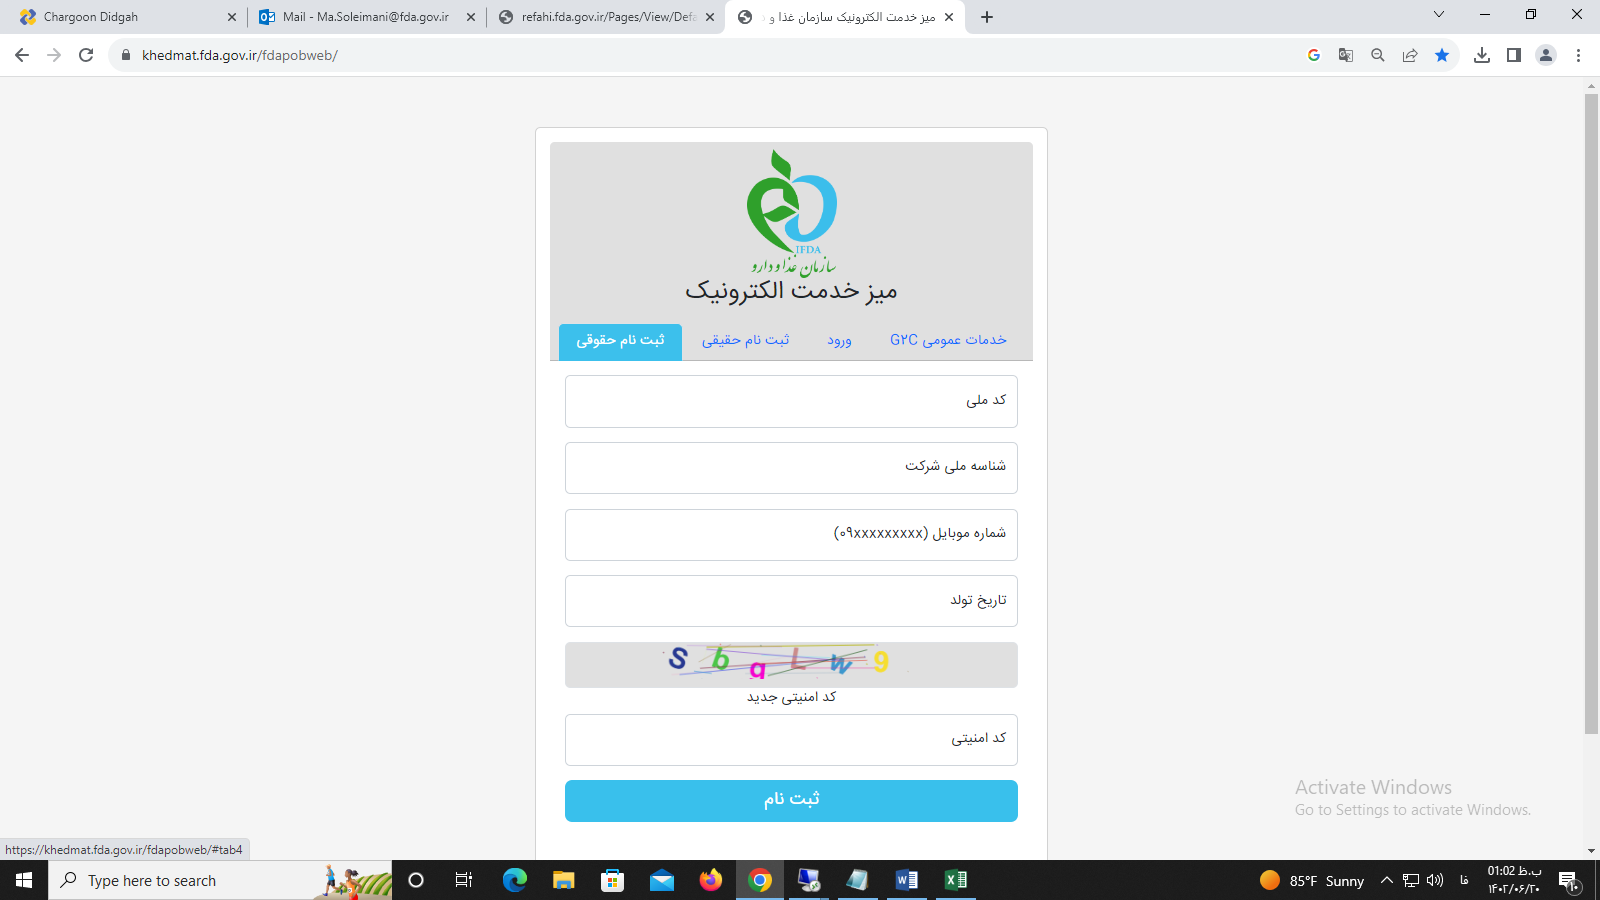 Chargoon Didgah
Mail - Ma.Soleimani@fda.gov.ir
refahi.fda.gov.ir/Pages/View/Defa
میز خدمت الکترونیک سازمان غذا و د
khedmat.fda.gov.ir/fdapobweb/
IFDA
سازمان غذا و دارو
میز خدمت الکترونیک
خدمات عمومی G۲C
ورود
ثبت نام حقیقی
ثبت نام حقوقی
کد ملی
شناسه ملی شرکت
شماره موبایل (۰۹xxxxxxxxx)
تاریخ تولد
S b q L w 9
کد امنیتی جدید
کد امنیتی
ثبت نام
Activate Windows
Go to Settings to activate Windows.
https://khedmat.fda.gov.ir/fdapobweb/#tab4
Type here to search
85°F Sunny
فا
01:02 ب.ظ
۱۴۰۲/۰۶/۲۰
۱۰